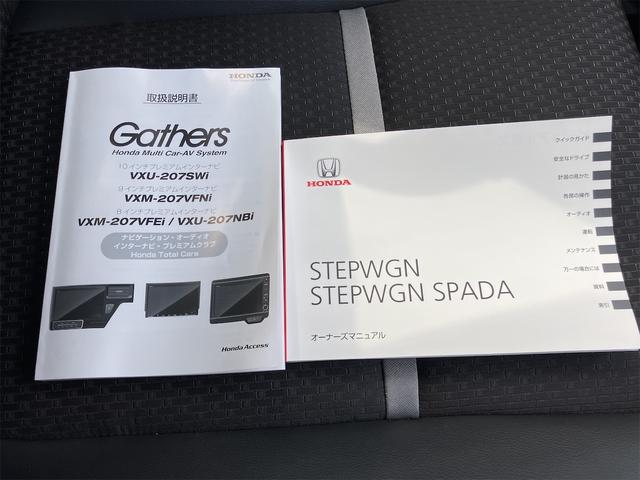 HONDA
取扱説明書
Gathers
Honda Multi Car-AV System
10インチプレミアムインターナビ
VXU-207SWi
9インチプレミアムインターナビ
VXM-207VFNi
8インチプレミアムインターナビ
VXM-207VFEi / VXU-207NBi
ナビゲーション・オーディオ
インターナビ・プレミアムクラブ
Honda Total Care
Honda Access
HONDA
STEPWGN
STEPWGN SPADA
オーナーズマニュアル
クイックガイド
安全なドライブ
計器の見かた
各部の操作
オーディオ
運転
メンテナンス
万一の場合には
資料
索引